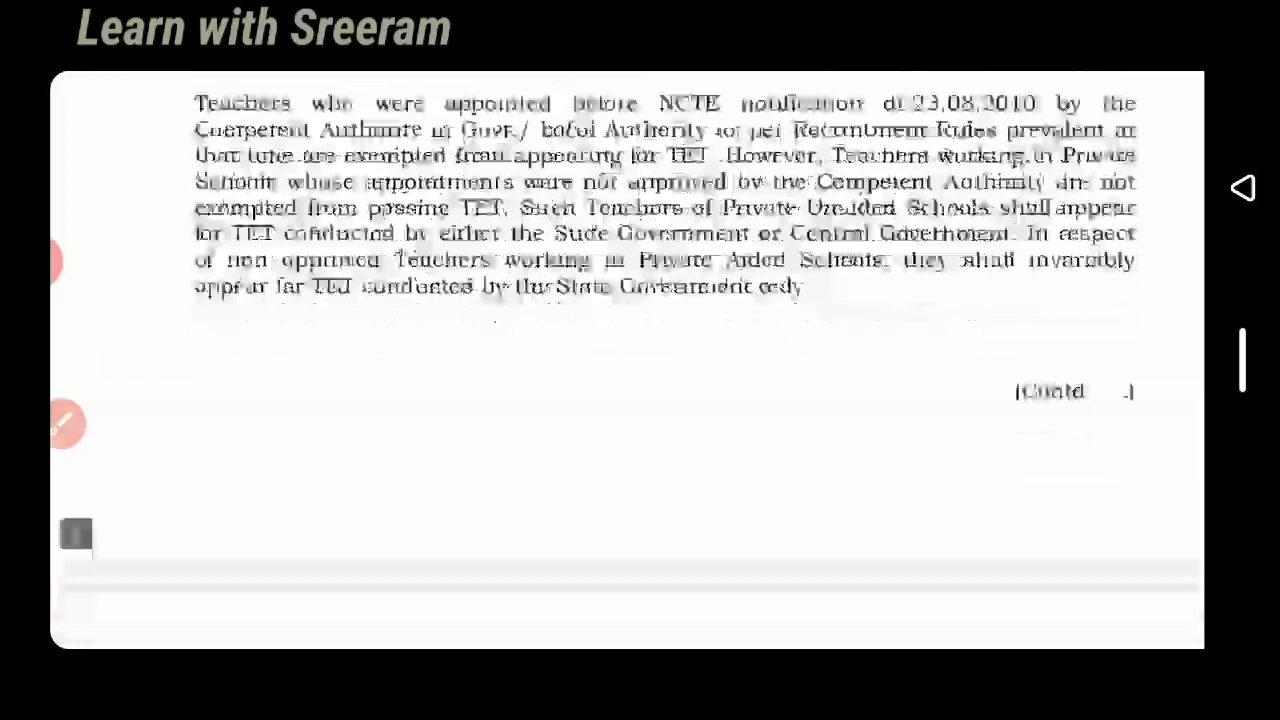 Learn with Sreeram
Teachers who were appointed before NCTE notification dt 23.08.2010 by the
Competent Authority in Govt./ Local Authority as per Recruitment Rules prevalent at
that time are exempted from appearing for TET. However, Teachers working in Private
Schools whose appointments were not approved by the Competent Authority are not
exempted from passing TET. Such Teachers of Private Unaided Schools shall appear
for TET conducted by either the State Government or Central Government. In respect
of non approved Teachers working in Private Aided Schools, they shall invariably
appear for TET conducted by the State Government only
(Contd .)